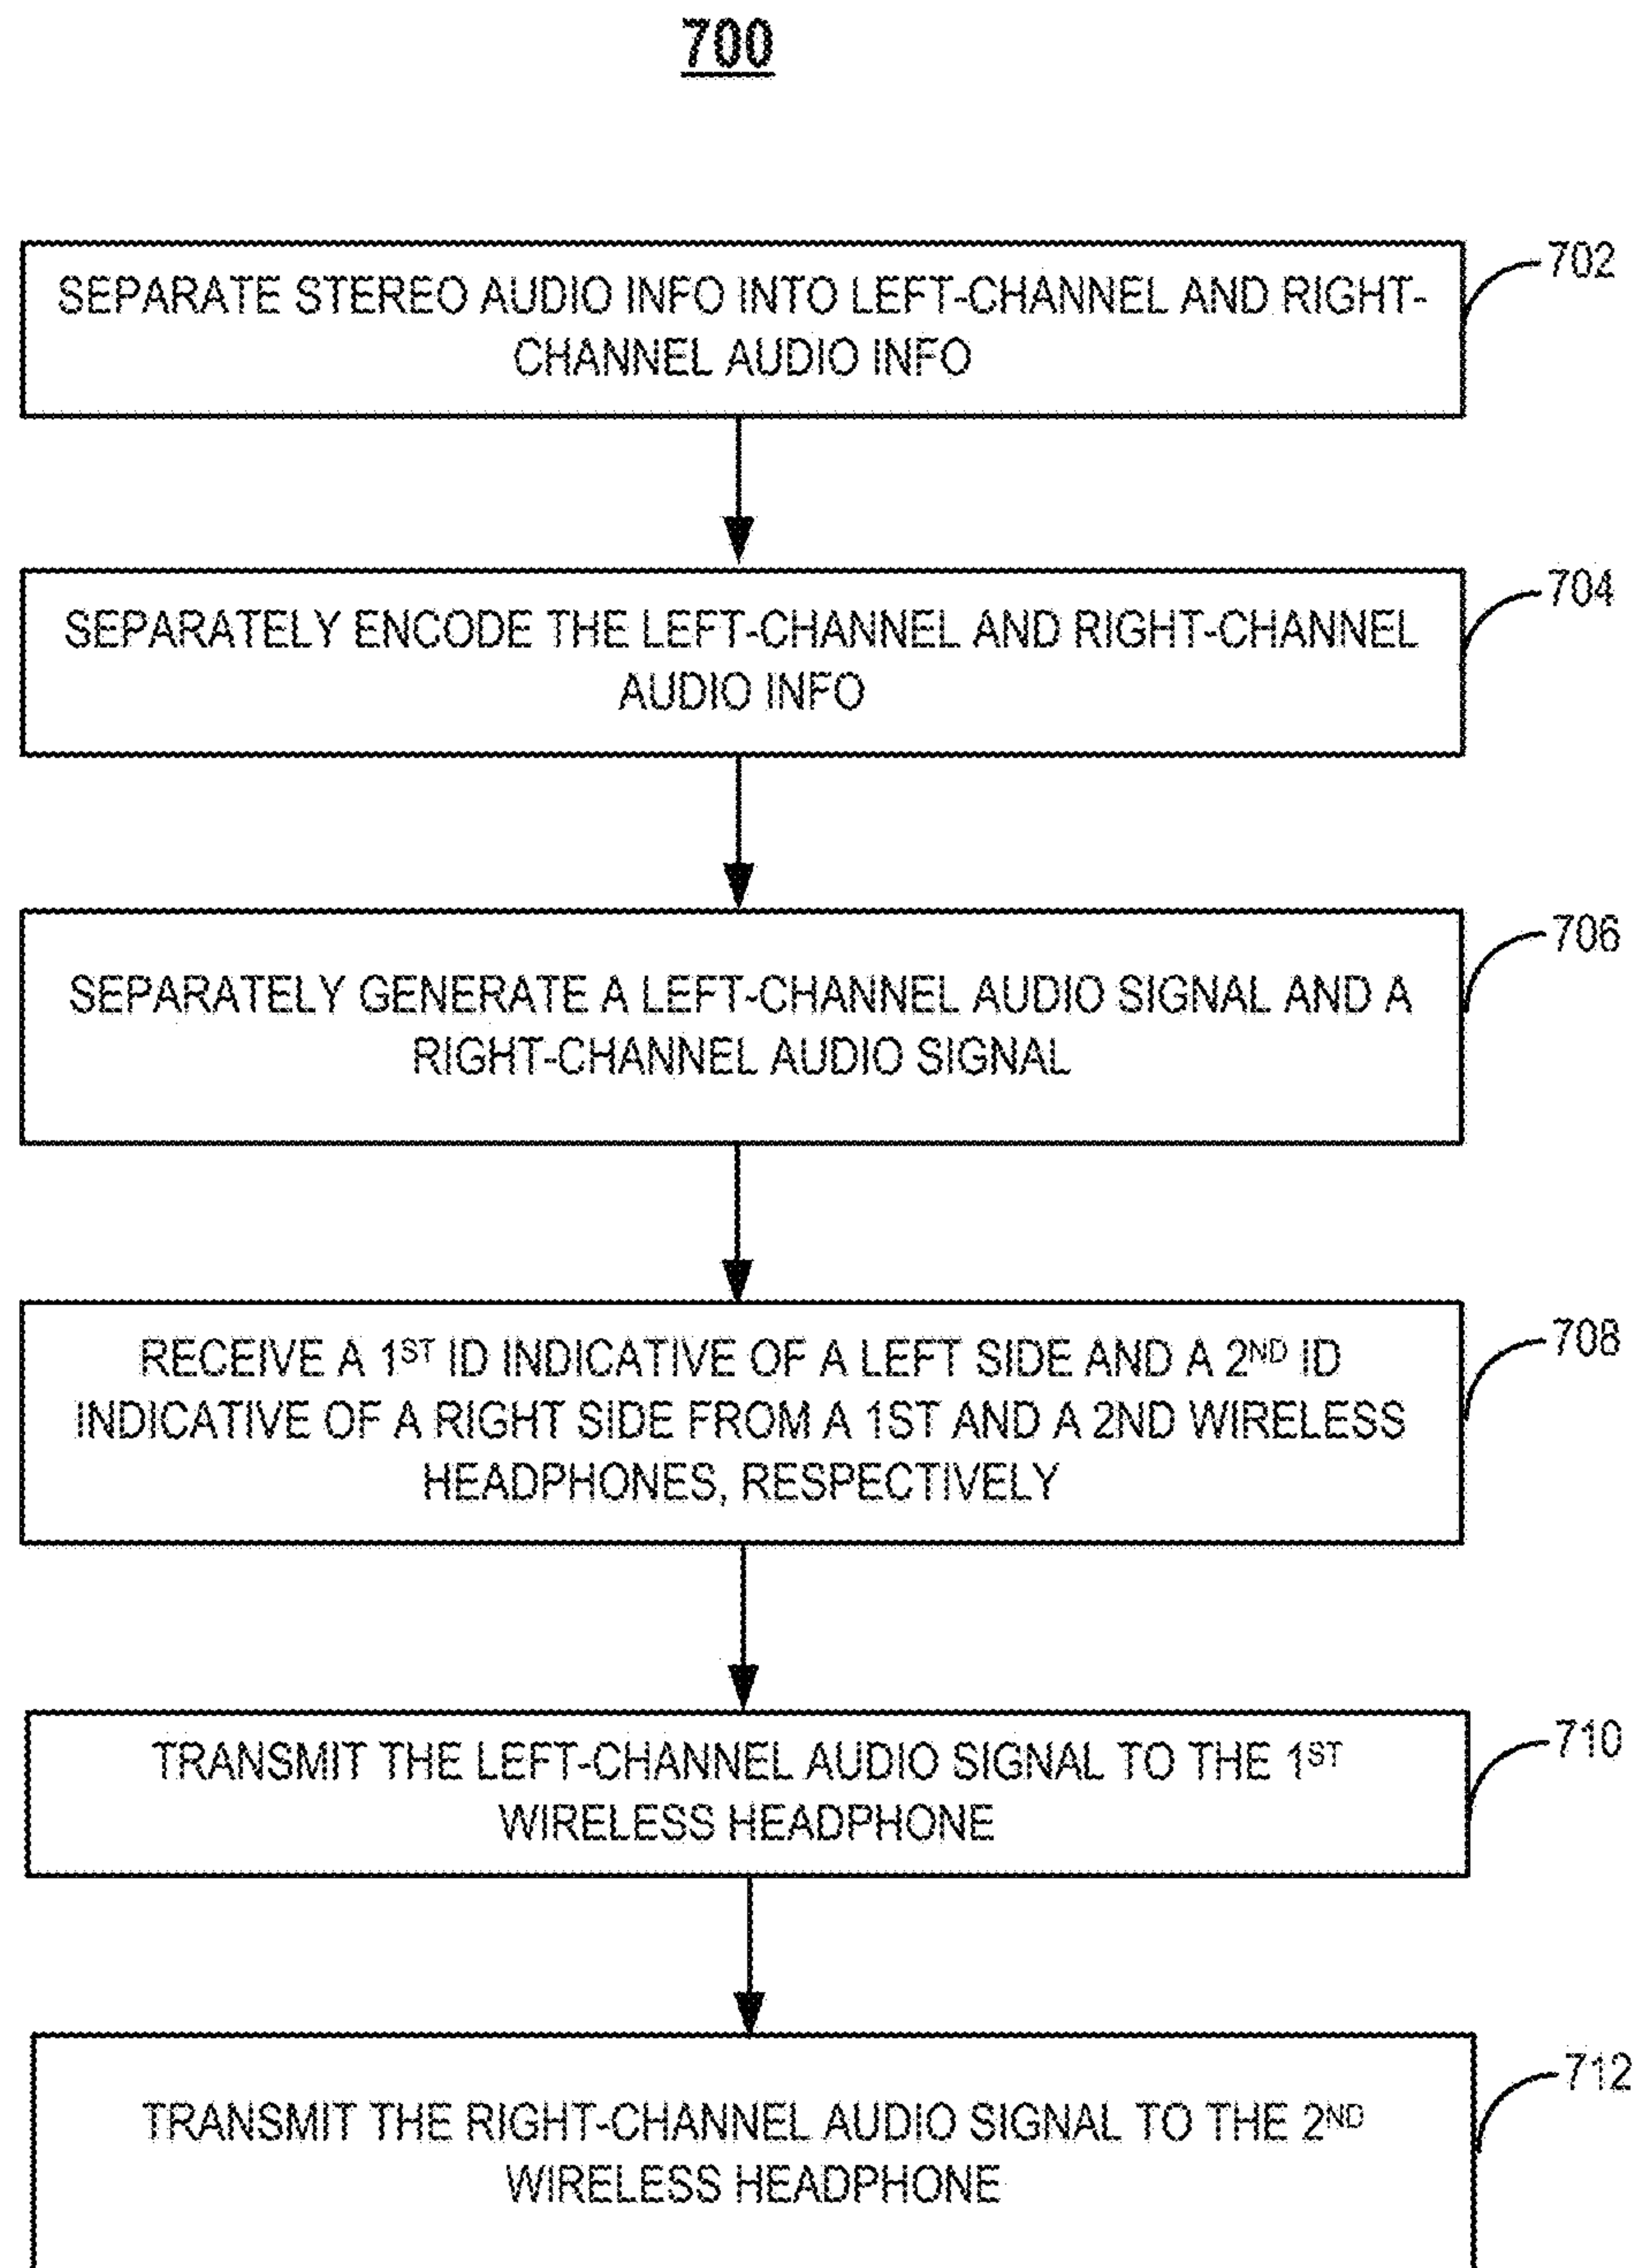 700
702
SEPARATE STEREO AUDIO INFO INTO LEFT-CHANNEL AND RIGHT-
CHANNEL AUDIO INFO
704
SEPARATELY ENCODE THE LEFT-CHANNEL AND RIGHT-CHANNEL
AUDIO INFO
706
SEPARATELY GENERATE A LEFT-CHANNEL AUDIO SIGNAL AND A
RIGHT-CHANNEL AUDIO SIGNAL
708
RECEIVE A 1ST ID INDICATIVE OF A LEFT SIDE AND A 2ND ID
INDICATIVE OF A RIGHT SIDE FROM A 1ST AND A 2ND WIRELESS
HEADPHONES, RESPECTIVELY
710
TRANSMIT THE LEFT-CHANNEL AUDIO SIGNAL TO THE 1ST
WIRELESS HEADPHONE
712
TRANSMIT THE RIGHT-CHANNEL AUDIO SIGNAL TO THE 2ND
WIRELESS HEADPHONE